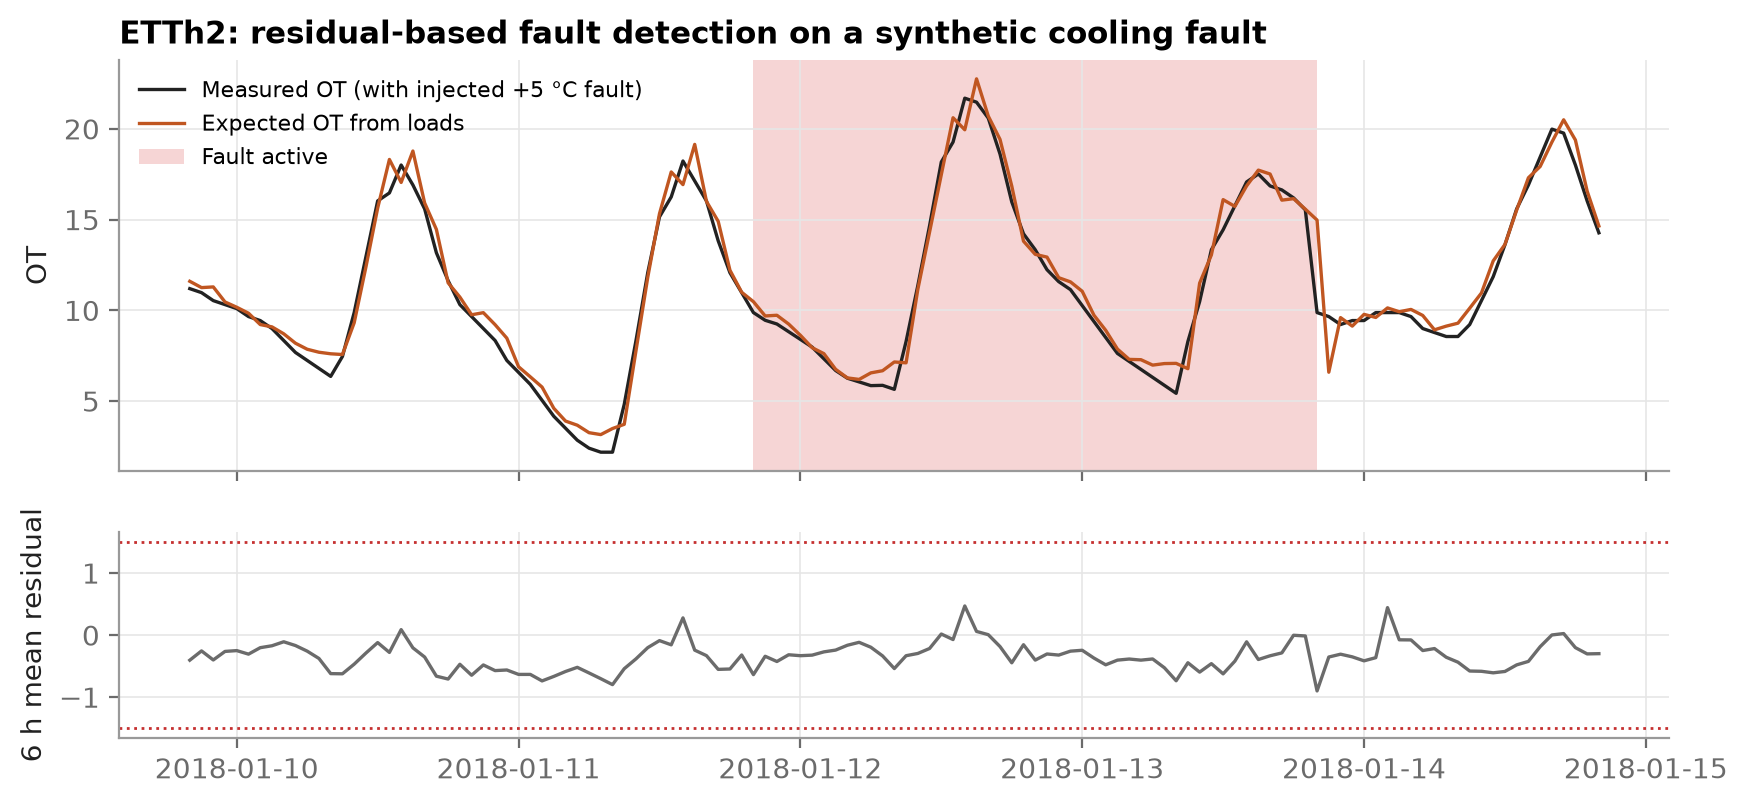 ETTh2: residual-based fault detection on a synthetic cooling fault
Measured OT (with injected +5 °C fault)
Expected OT from loads
Fault active
OT
20
15
10
5
6 h mean residual
1
0
−1
2018-01-10
2018-01-11
2018-01-12
2018-01-13
2018-01-14
2018-01-15